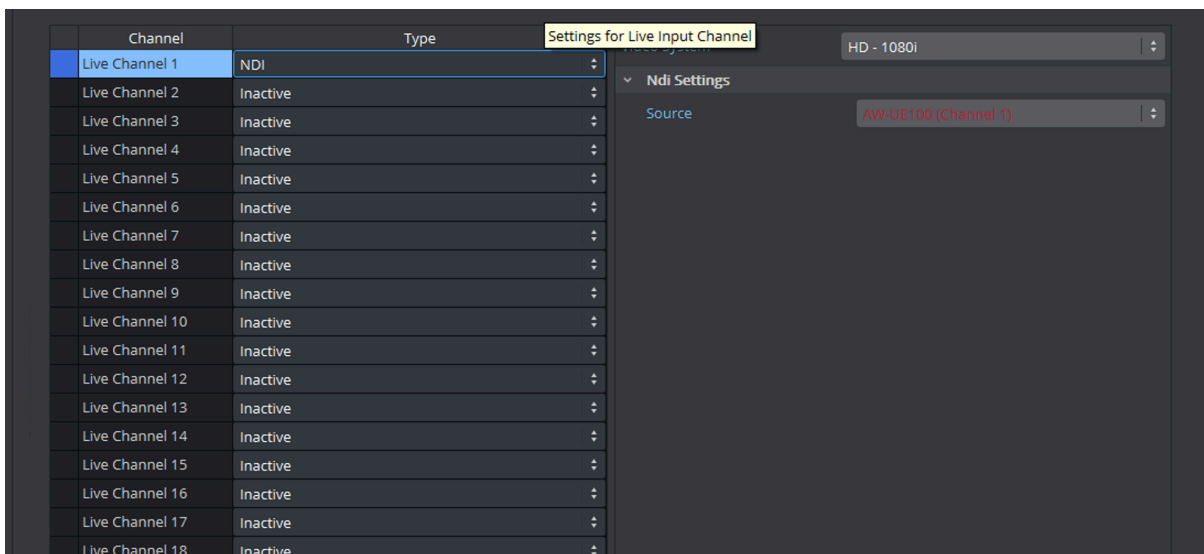 Channel Type
Settings for Live Input Channel
Video System HD - 1080i
Live Channel 1 NDI
Ndi Settings
Live Channel 2 Inactive
Source AW-UE100 (Channel 1)
Live Channel 3 Inactive
Live Channel 4 Inactive
Live Channel 5 Inactive
Live Channel 6 Inactive
Live Channel 7 Inactive
Live Channel 8 Inactive
Live Channel 9 Inactive
Live Channel 10 Inactive
Live Channel 11 Inactive
Live Channel 12 Inactive
Live Channel 13 Inactive
Live Channel 14 Inactive
Live Channel 15 Inactive
Live Channel 16 Inactive
Live Channel 17 Inactive
Live Channel 18 Inactive